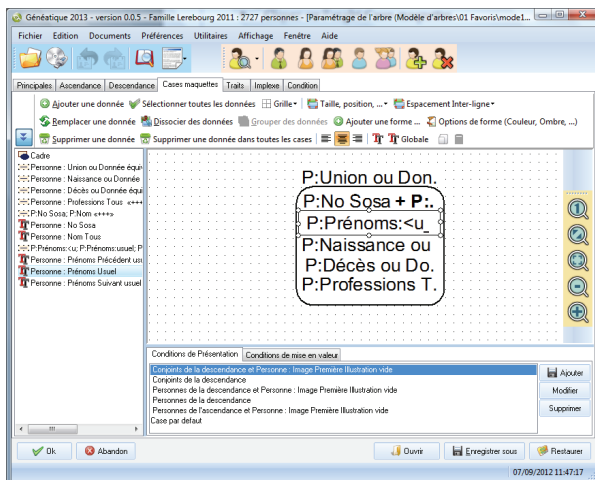 Généatique 2013 - version 0.0.5 - Famille Lerebourg 2011 : 2727 personnes - [Paramétrage de l'arbre (Modèle d'arbres\01 Favoris\mode1...
Fichier Edition Documents Préférences Utilitaires Affichage Fenêtre Aide
Principales Ascendance Descendance Cases maquettes Traits Implexe Condition
Ajouter une donnée Sélectionner toutes les données Grille Taille, position, ... Espacement Inter-ligne
Remplacer une donnée Dissocier des données Grouper des données Ajouter une forme ... Options de forme (Couleur, Ombre, ...)
Supprimer une donnée Supprimer une donnée dans toutes les cases Globale
Cadre
Personne : Union ou Donnée équi
Personne : Naissance ou Donnée
Personne : Décès ou Donnée équi
Personne : Professions Tous «+++»
P:No Sosa; P:Nom «+++»
Personne : No Sosa
Personne : Nom Tous
P:Prénoms:<u; P:Prénoms:usuel; P
Personne : Prénoms Précédent usu
Personne : Prénoms Usuel
Personne : Prénoms Suivant usuel
P:Union ou Don.
P:No Sosa + P:.
P:Prénoms:<u_
P:Naissance ou
P:Décès ou Do.
P:Professions T.
Conditions de Présentation Conditions de mise en valeur
Conjoints de la descendance et Personne : Image Première Illustration vide
Conjoints de la descendance
Personnes de la descendance et Personne : Image Première Illustration vide
Personnes de la descendance
Personnes de l'ascendance et Personne : Image Première Illustration vide
Case par defaut
Ajouter
Modifier
Supprimer
Ok Abandon Ouvrir Enregistrer sous Restaurer
07/09/2012 11:47:17